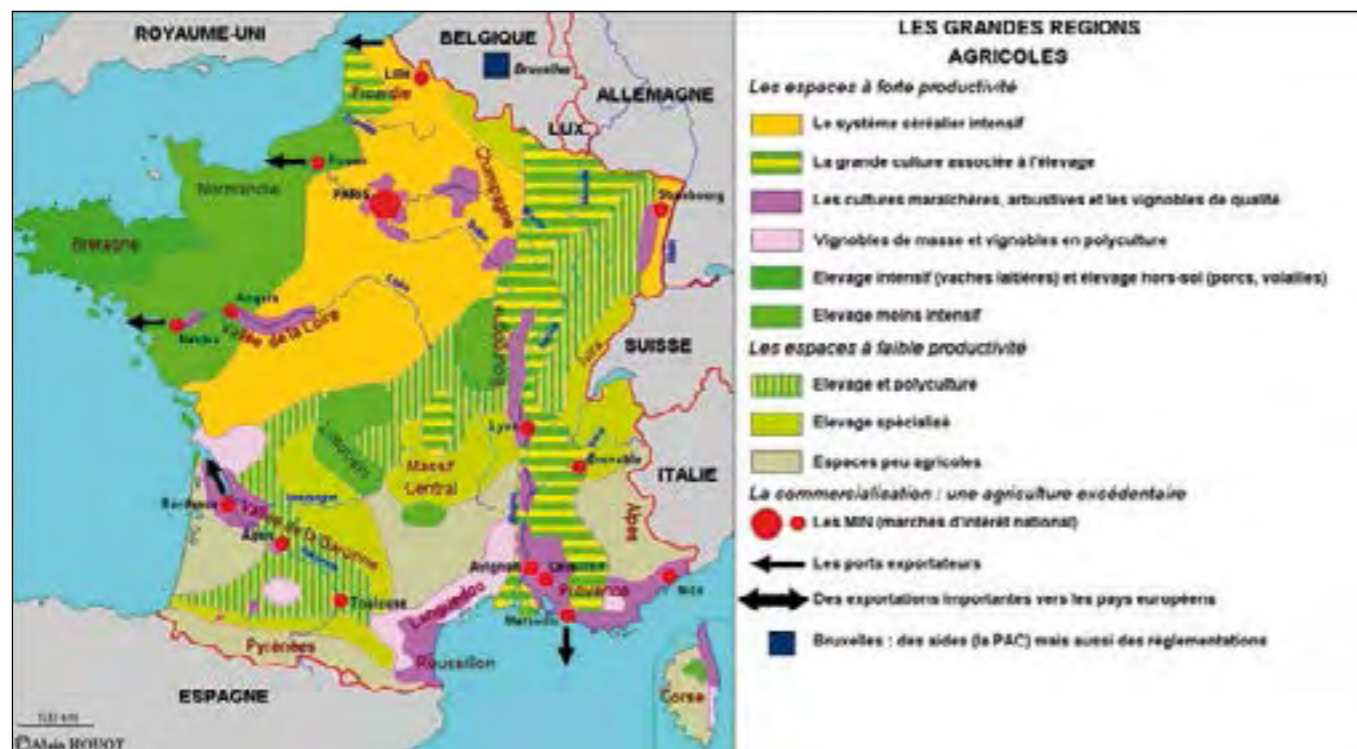 ROYAUME-UNI
BELGIQUE
Bruxelles
Lille
Picardie
ALLEMAGNE
LUX.
Rouen
Normandie
Champagne
PARIS
Strasbourg
Bretagne
Angers
Loire
Vallée de la Loire
Nantes
Bourgogne
Jura
SUISSE
Limousin
Lyon
Massif
Central
Grenoble
ITALIE
Bordeaux
Vallée de la Garonne
Agen
Alpes
Avignon
Cavaillon
Provence
Nice
Toulouse
Languedoc
Marseille
Pyrénées
Roussillon
ESPAGNE
Corse
100 km
©Alain HOUOT
LES GRANDES REGIONS
AGRICOLES
Les espaces à forte productivité
Le système céréalier intensif
La grande culture associée à l'élevage
Les cultures maraîchères, arbustives et les vignobles de qualité
Vignobles de masse et vignobles en polyculture
Elevage intensif (vaches laitières) et élevage hors-sol (porcs, volailles)
Elevage moins intensif
Les espaces à faible productivité
Elevage et polyculture
Elevage spécialisé
Espaces peu agricoles
La commercialisation : une agriculture excédentaire
Les MIN (marchés d'intérêt national)
Les ports exportateurs
Des exportations importantes vers les pays européens
Bruxelles : des aides (la PAC) mais aussi des réglementations